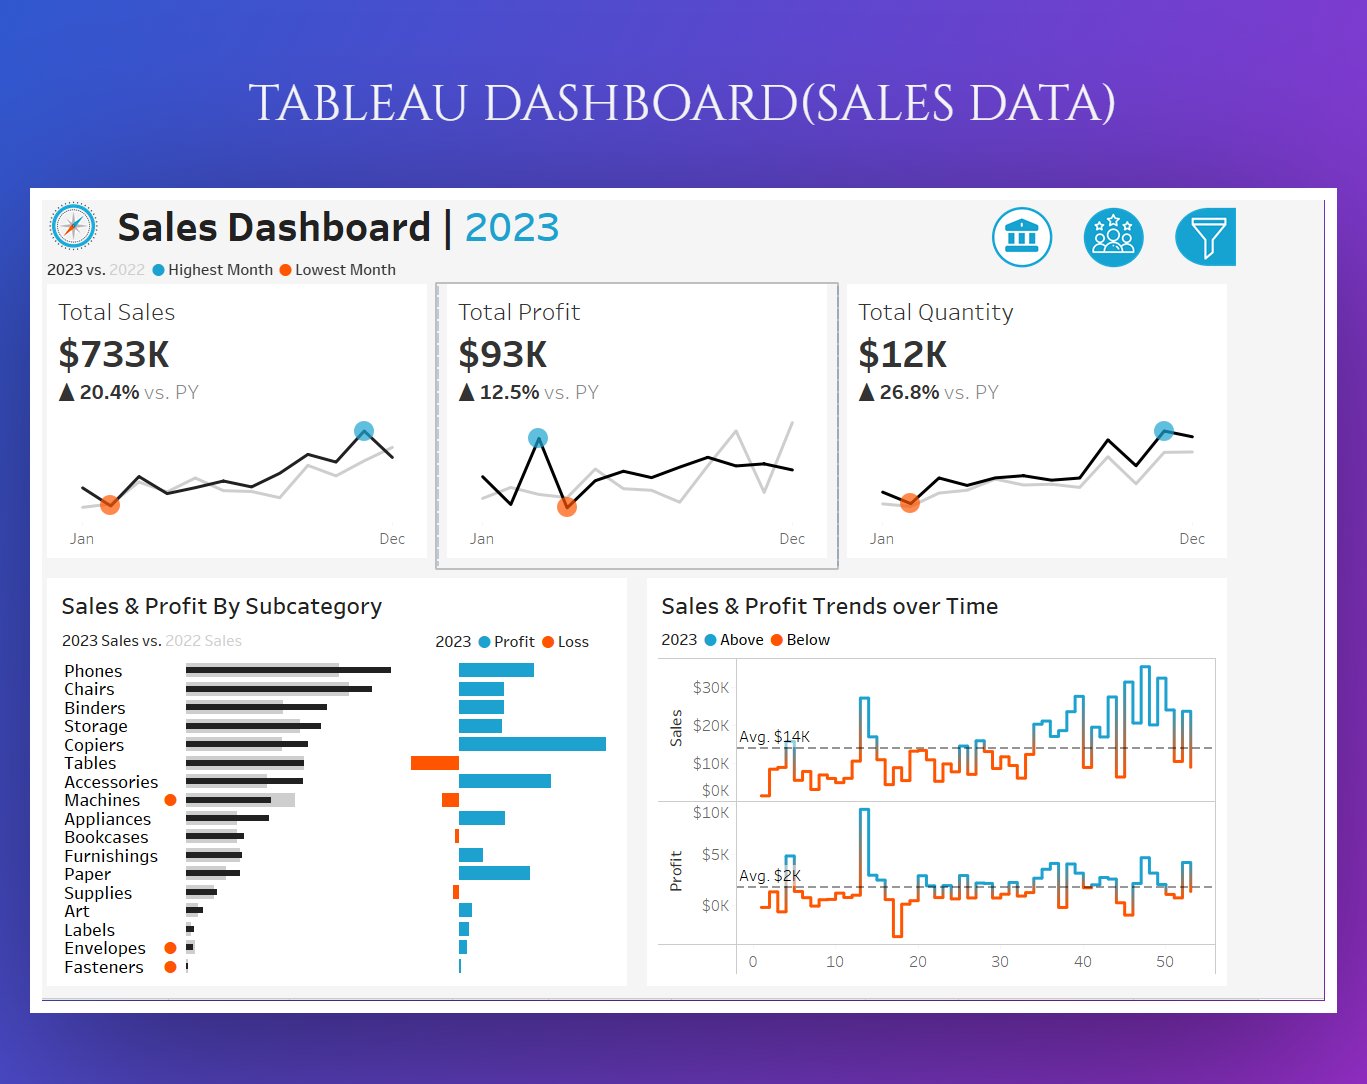 TABLEAU DASHBOARD(SALES DATA)
Sales Dashboard | 2023
2023 vs. 2022 Highest Month Lowest Month
Total Sales
$733K
▲ 20.4% vs. PY
Jan Dec
Total Profit
$93K
▲ 12.5% vs. PY
Jan Dec
Total Quantity
$12K
▲ 26.8% vs. PY
Jan Dec
Sales & Profit By Subcategory
2023 Sales vs. 2022 Sales
2023 Profit Loss
Phones
Chairs
Binders
Storage
Copiers
Tables
Accessories
Machines
Appliances
Bookcases
Furnishings
Paper
Supplies
Art
Labels
Envelopes
Fasteners
Sales & Profit Trends over Time
2023 Above Below
Sales
$30K
$20K
Avg. $14K
$10K
$0K
Profit
$10K
$5K
Avg. $2K
$0K
0 10 20 30 40 50